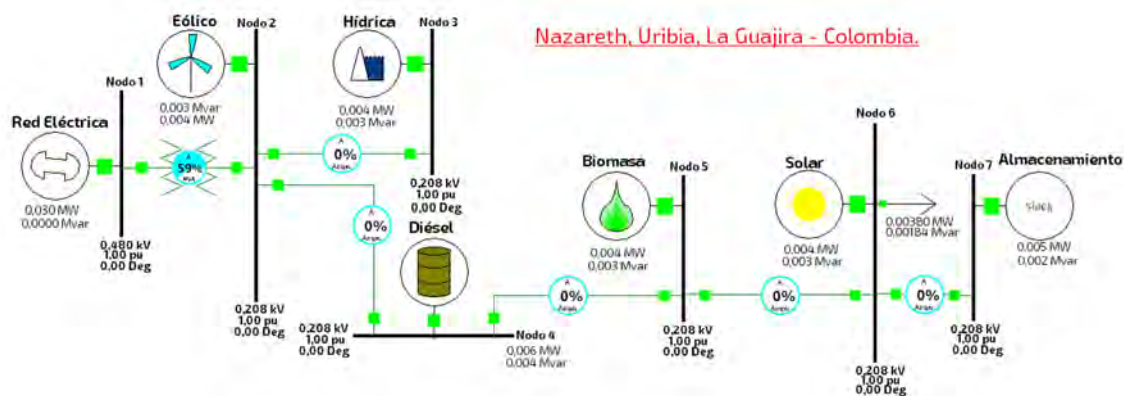 Nazareth, Uribia, La Guajira - Colombia.
Nodo 1
Red Eléctrica
0,030 MW
0,0000 Mvar
0,480 kV
1,00 pu
0,00 Deg
A
59%
Eólico
0,003 Mvar
0,004 MW
Nodo 2
0,208 kV
1,00 pu
0,00 Deg
Hídrica
0,004 MW
0,003 Mvar
Nodo 3
0,208 kV
1,00 pu
0,00 Deg
A
0%
Amps
A
0%
Amps
Diésel
0,208 kV
1,00 pu
0,00 Deg
Nodo 4
0,006 MW
0,004 Mvar
A
0%
Amps
Biomasa
0,004 MW
0,003 Mvar
Nodo 5
0,208 kV
1,00 pu
0,00 Deg
A
0%
Amps
Solar
0,004 MW
0,003 Mvar
Nodo 6
0,00380 MW
0,00184 Mvar
0,208 kV
1,00 pu
0,00 Deg
A
0%
Amps
Nodo 7
0,208 kV
1,00 pu
0,00 Deg
Almacenamiento
0,005 MW
0,002 Mvar